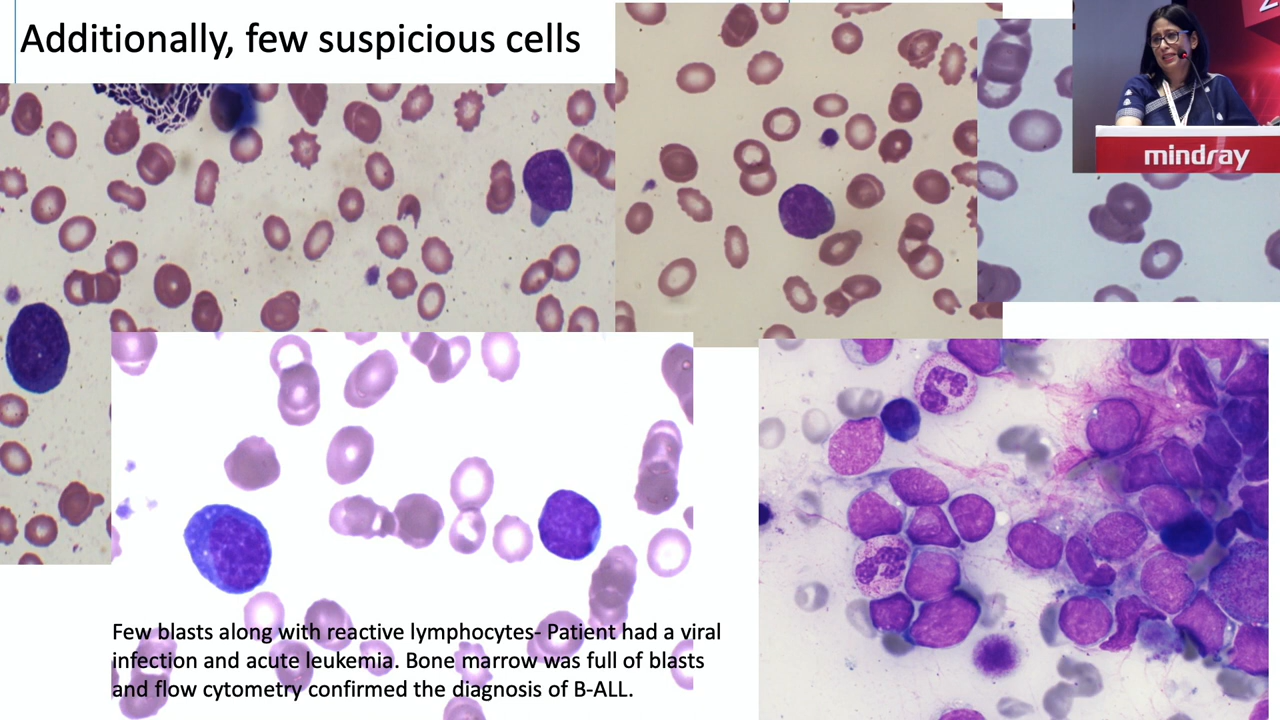 Additionally, few suspicious cells
mindray
Few blasts along with reactive lymphocytes- Patient had a viral
infection and acute leukemia. Bone marrow was full of blasts
and flow cytometry confirmed the diagnosis of B-ALL.